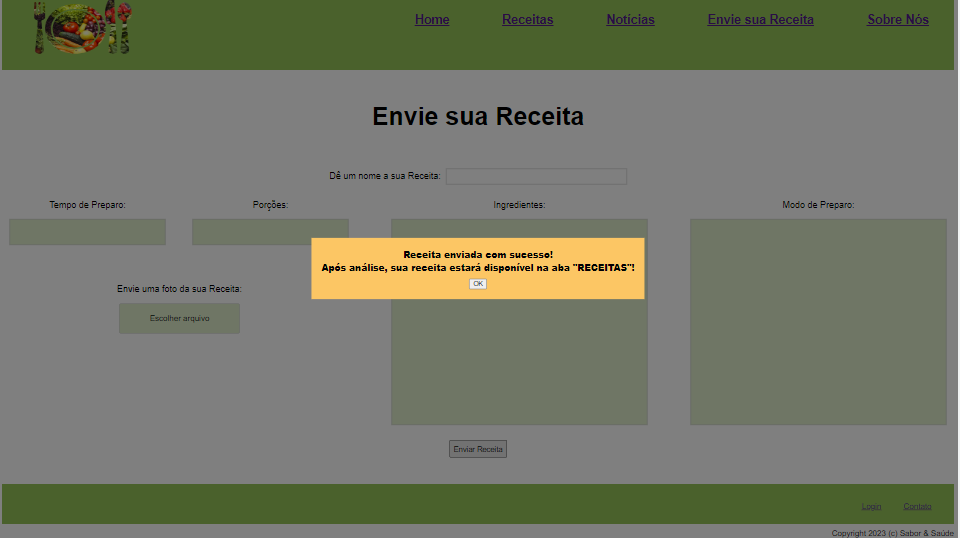 Home Receitas Notícias Envie sua Receita Sobre Nós
Envie sua Receita
Dê um nome a sua Receita:
Tempo de Preparo: Porções: Ingredientes: Modo de Preparo:
Receita enviada com sucesso!
Após análise, sua receita estará disponível na aba "RECEITAS"!
OK
Envie uma foto da sua Receita:
Escolher arquivo
Enviar Receita
Login Contato
Copyright 2023 (c) Sabor & Saúde